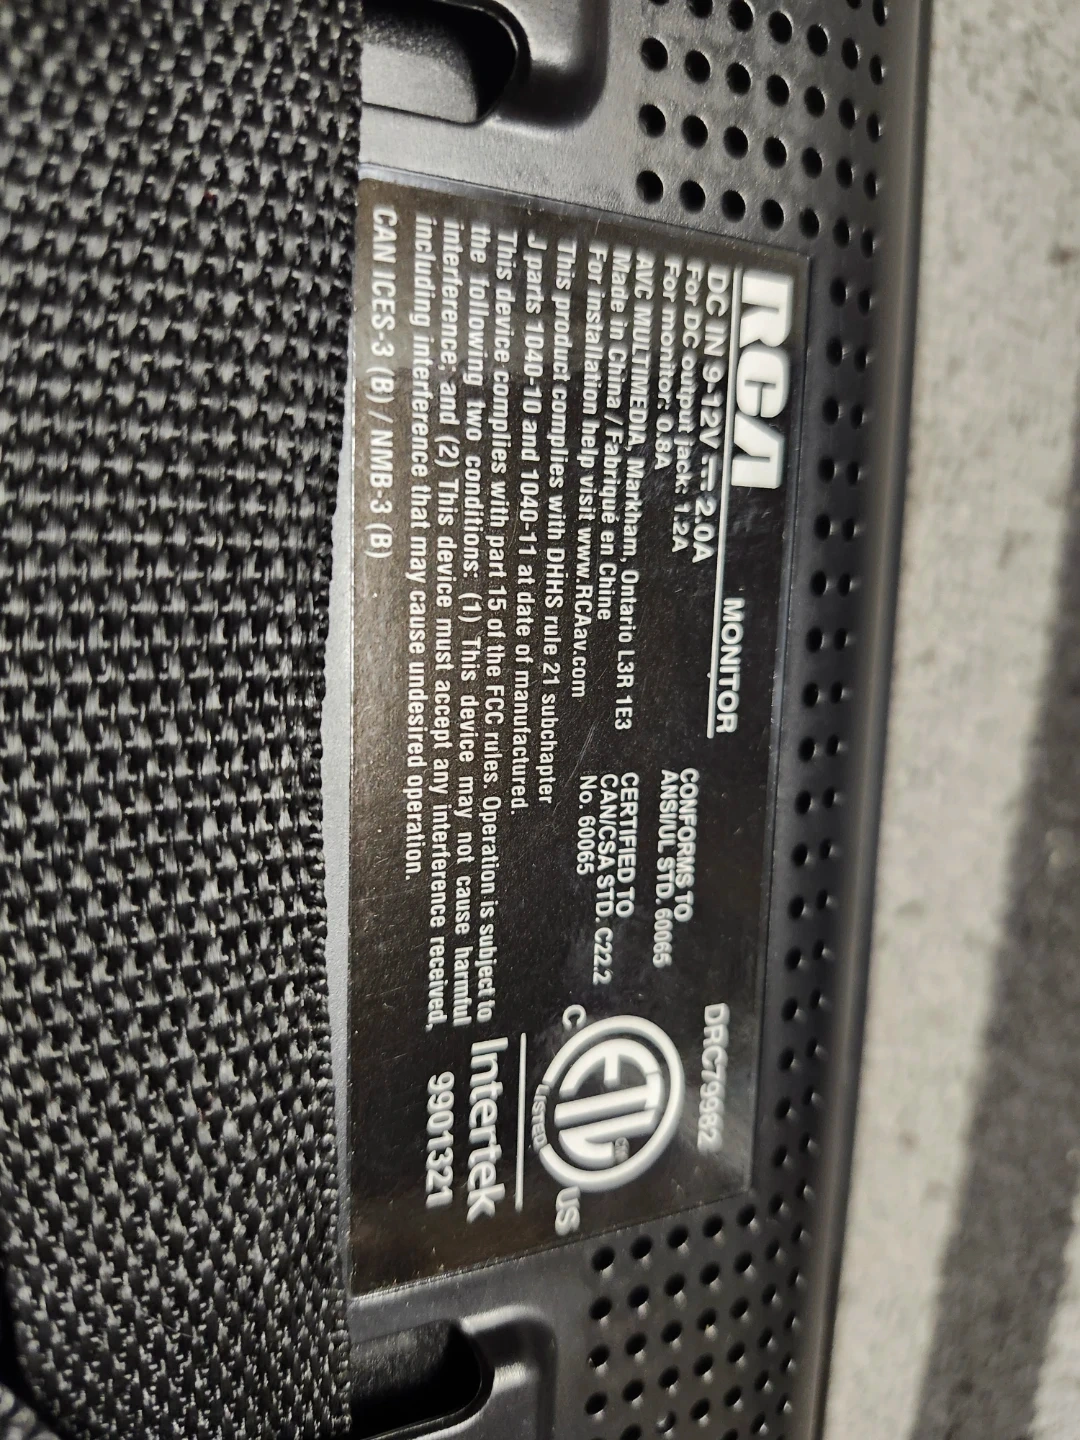 RCA MONITOR DRC79982
DC IN 9-12V ⎓ 2.0A
For DC output jack: 1.2A
For monitor: 0.8A
AVC MULTIMEDIA, Markham, Ontario L3R 1E3
Made in China / Fabriqué en Chine
For installation help visit www.RCAav.com
This product complies with DHHS rule 21 subchapter
J parts 1040-10 and 1040-11 at date of manufactured.
This device complies with part 15 of the FCC rules. Operation is subject to
the following two conditions: (1) This device may not cause harmful
interference, and (2) This device must accept any interference received,
including interference that may cause undesired operation.
CAN ICES-3 (B) / NMB-3 (B)
CONFORMS TO
ANSI/UL STD. 60065
CERTIFIED TO
CAN/CSA STD. C22.2
No. 60065
C ETL CM US
LISTED
Intertek
9901321